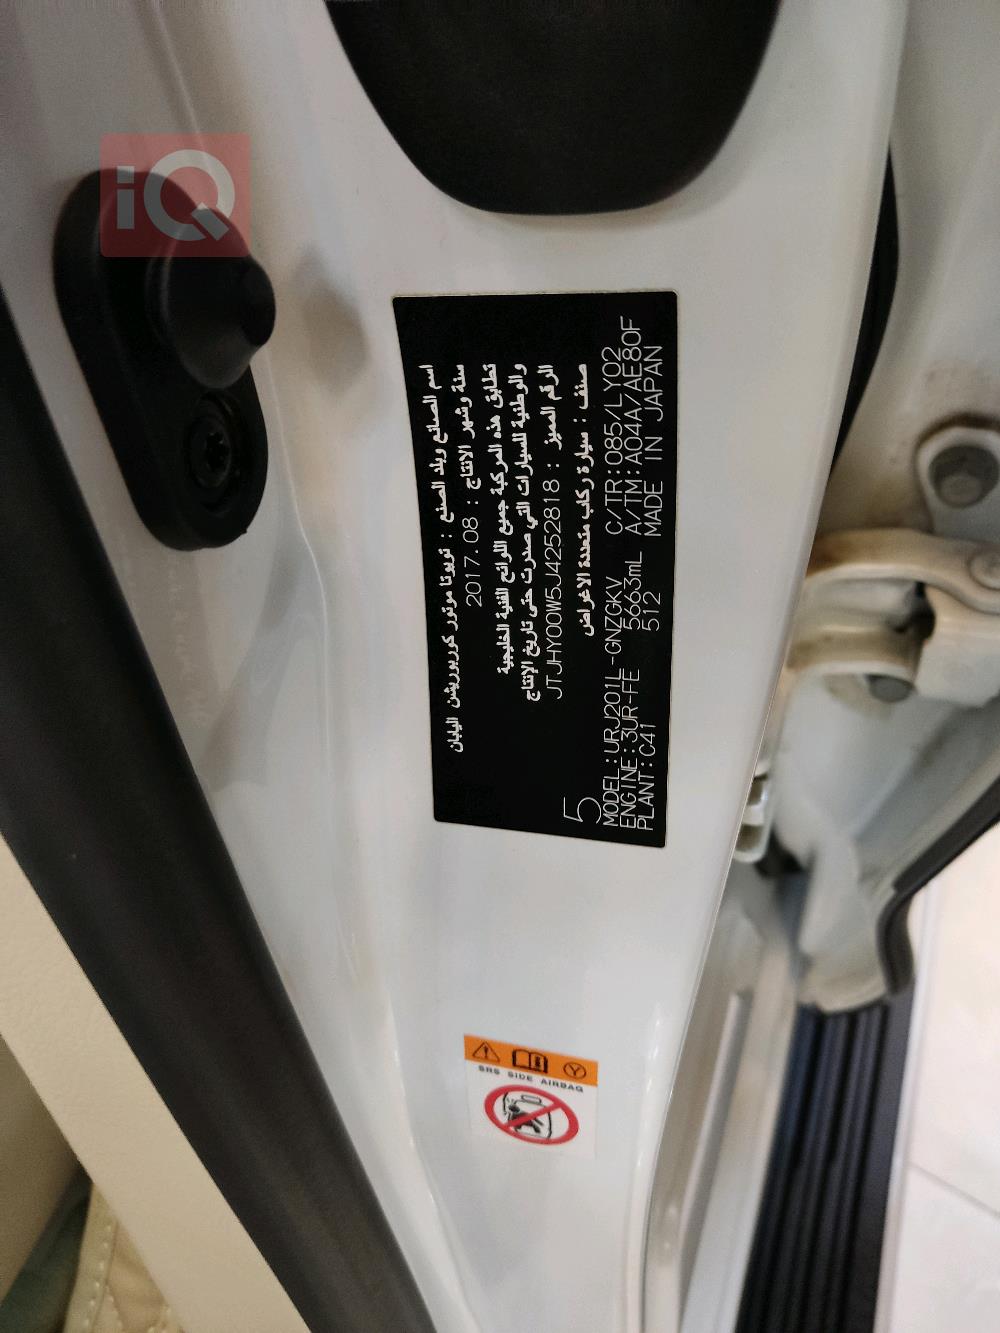 iQ
اسم الصانع وبلد الصنع : تويوتا موتور كوربوريشن اليابان
سنة وشهر الانتاج : 2017.08
تطابق هذه المركبة جميع اللوائح الفنية الخليجية
والوطنية للسيارات التي صدرت حتى تاريخ الإنتاج
الرقم المميز : JTJHY00W5J4252818
صنف : سيارة ركاب متعددة الاغراض
5
MODEL:URJ201L-GNZGKV C/TR:085/LY02
ENGINE:3UR-FE 5663mL A/TM:A04A/AE80F
PLANT:C41 512 MADE IN JAPAN
SRS SIDE AIRBAG